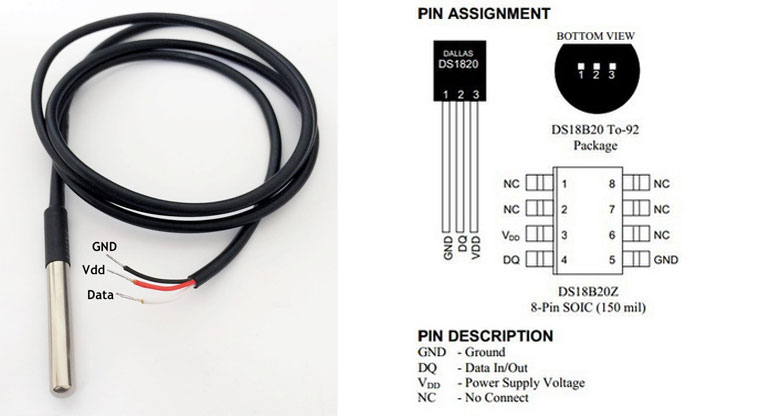 GND
Vdd
Data
PIN ASSIGNMENT
DALLAS
DS1820
1 2 3
GND
DQ
VDD
BOTTOM VIEW
1 2 3
DS18B20 To-92
Package
NC 1 8 NC
NC 2 7 NC
VDD 3 6 NC
DQ 4 5 GND
DS18B20Z
8-Pin SOIC (150 mil)
PIN DESCRIPTION
GND - Ground
DQ - Data In/Out
VDD - Power Supply Voltage
NC - No Connect